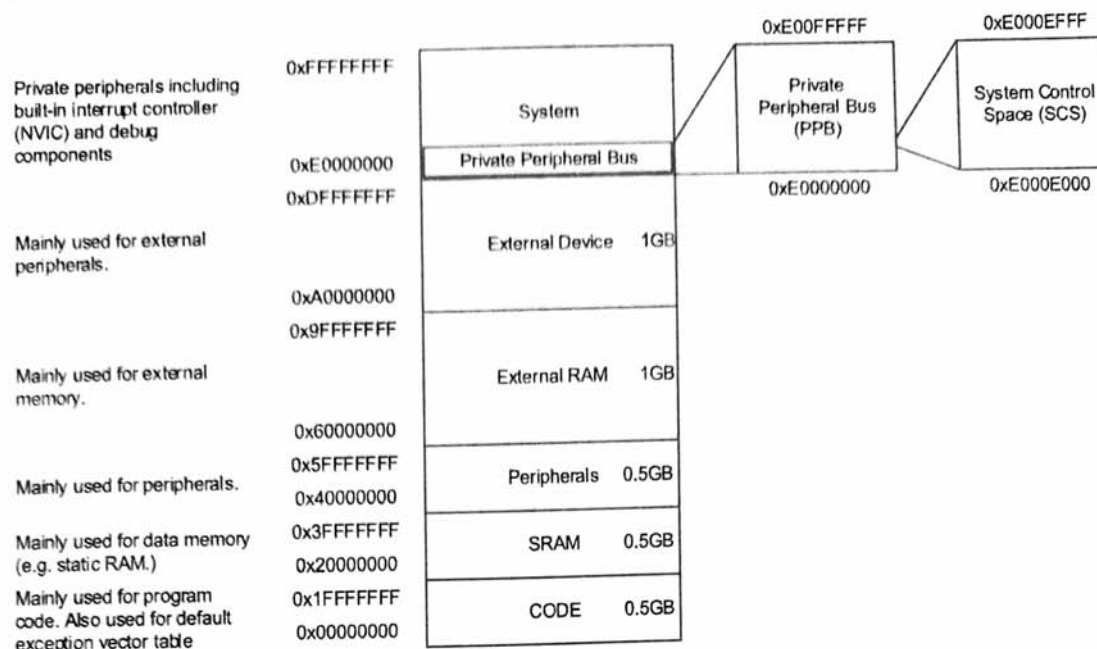 0xE00FFFFF
0xE000EFFF
Private peripherals including
built-in interrupt controller
(NVIC) and debug
components
0xFFFFFFFF
System
Private
Peripheral Bus
(PPB)
System Control
Space (SCS)
0xE0000000
Private Peripheral Bus
0xE0000000
0xE000E000
0xDFFFFFFF
Mainly used for external
peripherals.
External Device 1GB
0xA0000000
0x9FFFFFFF
Mainly used for external
memory.
External RAM 1GB
0x60000000
0x5FFFFFFF
Mainly used for peripherals.
Peripherals 0.5GB
0x40000000
0x3FFFFFFF
Mainly used for data memory
(e.g. static RAM.)
SRAM 0.5GB
0x20000000
Mainly used for program
code. Also used for default
exception vector table
0x1FFFFFFF
CODE 0.5GB
0x00000000